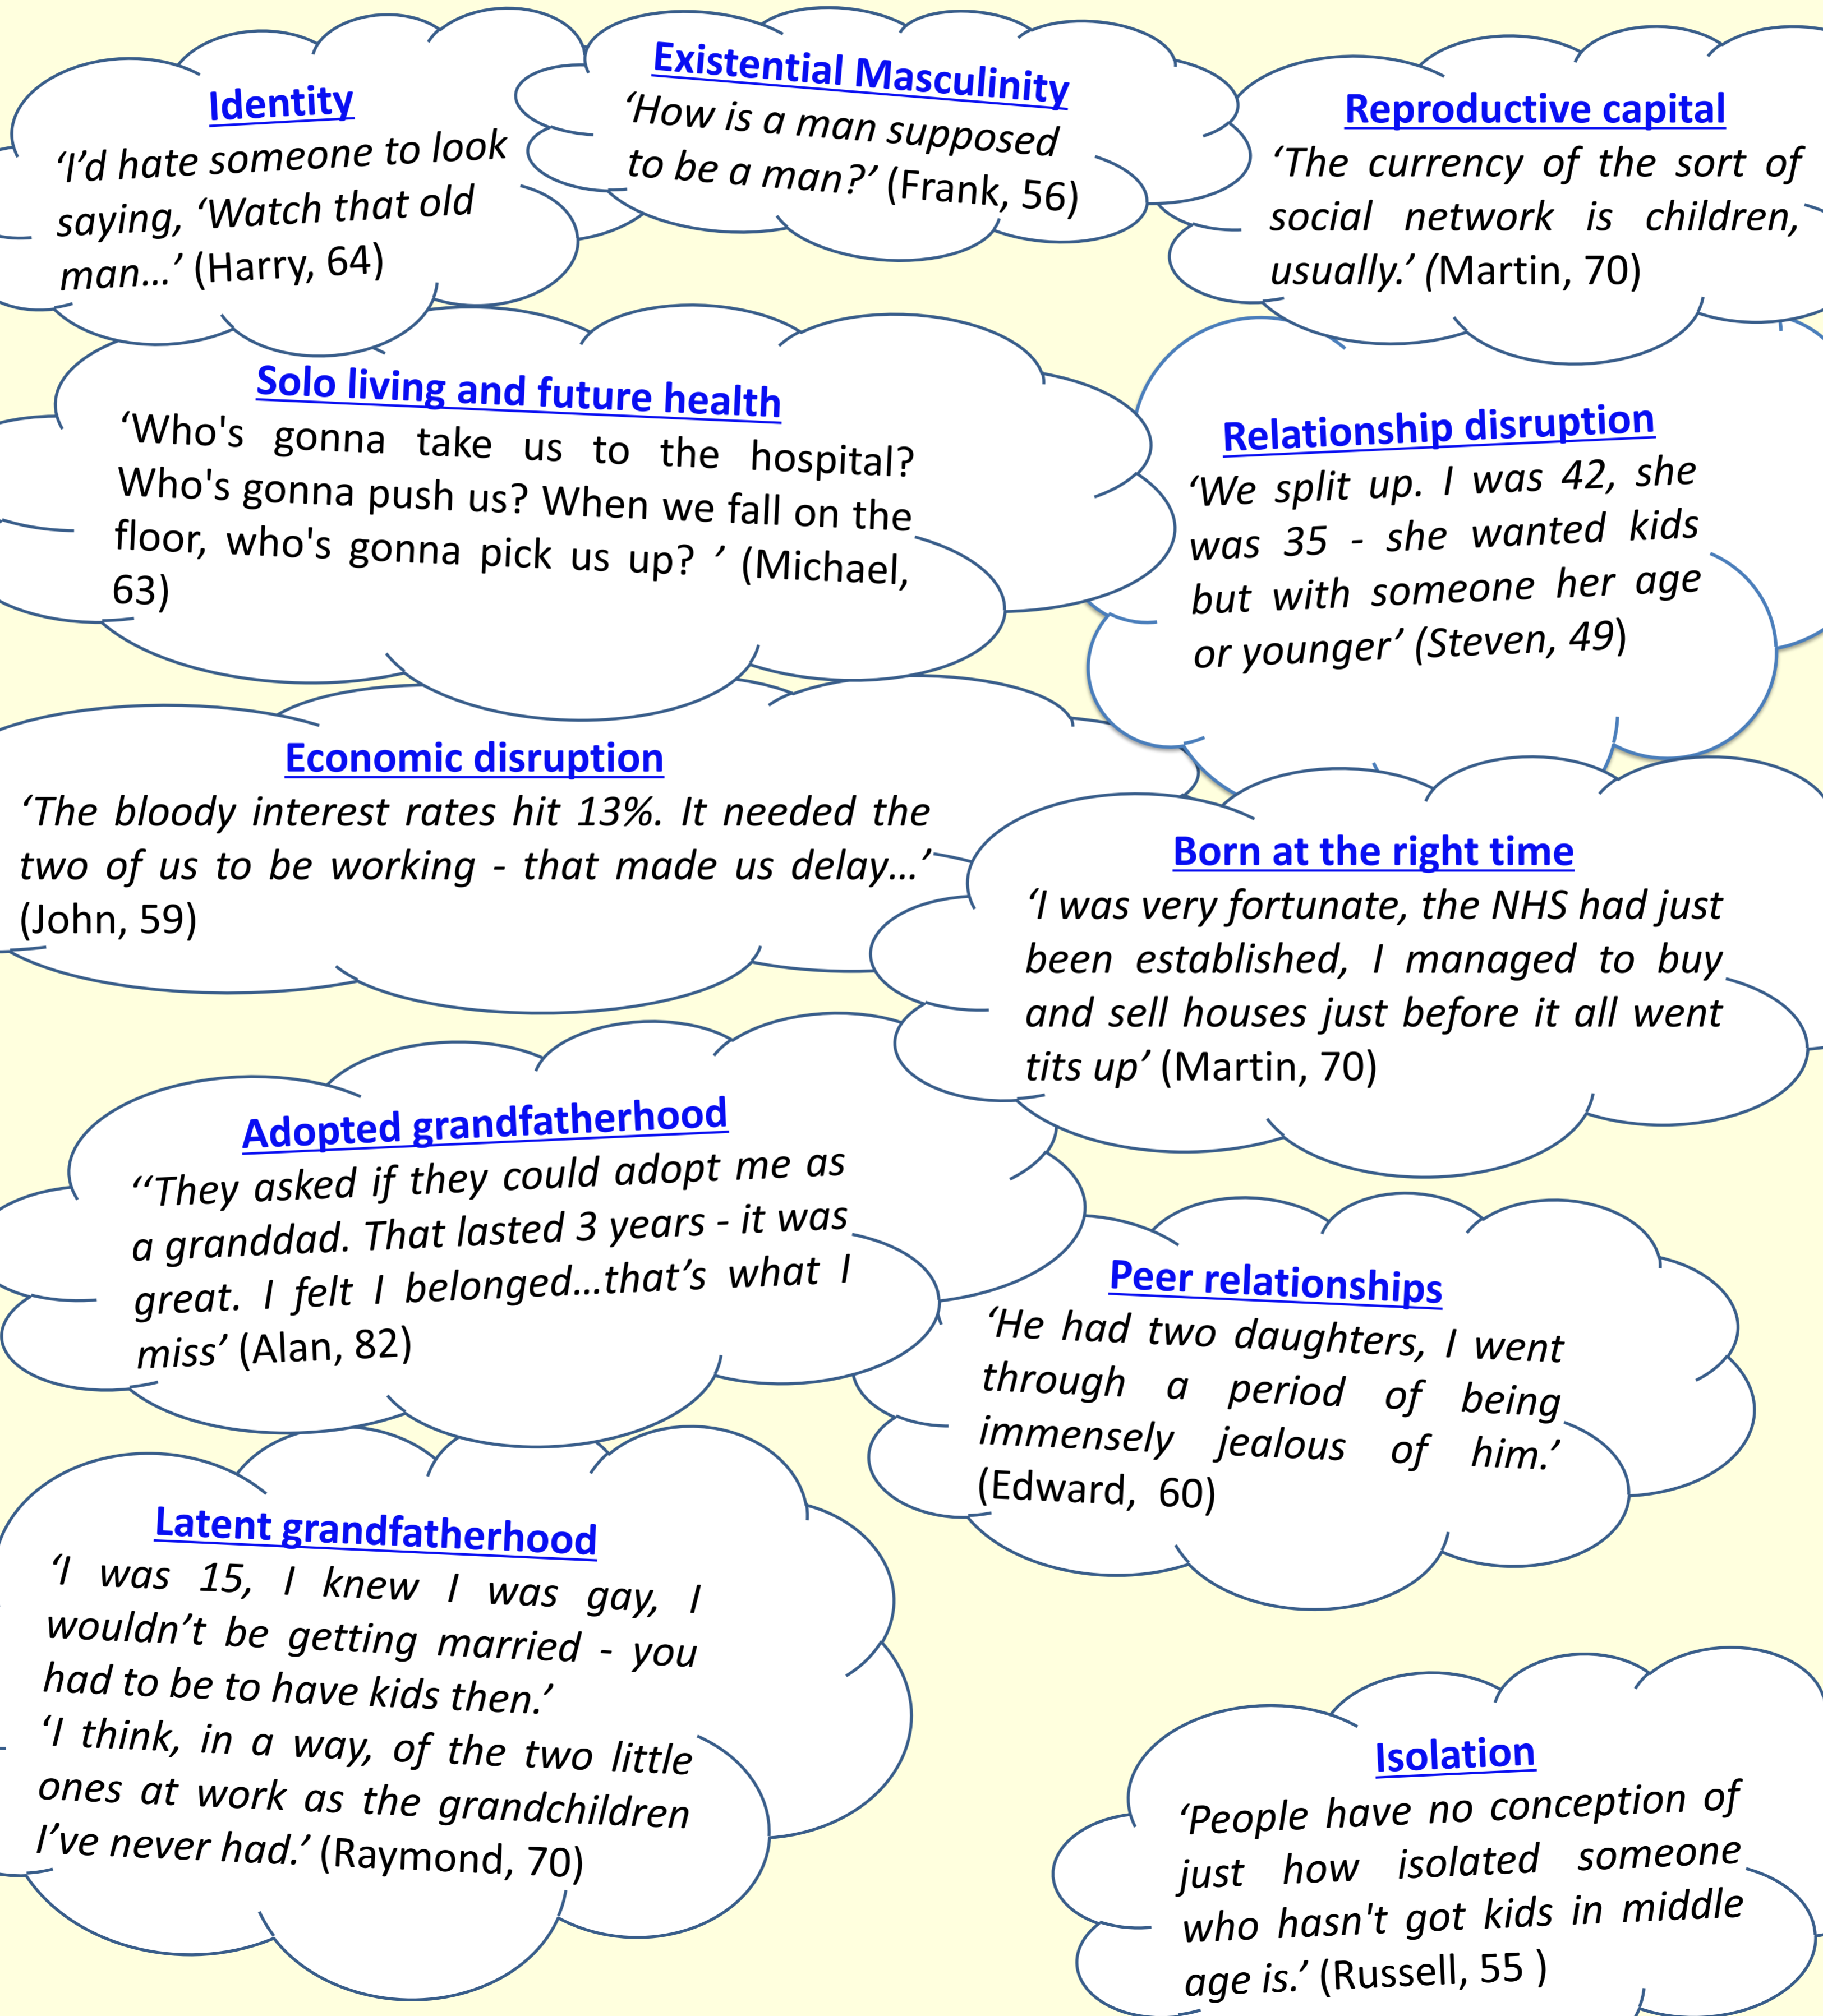 Identity
‘I’d hate someone to look
saying, ‘Watch that old
man…’ (Harry, 64)
Existential Masculinity
‘How is a man supposed
to be a man?’ (Frank, 56)
Reproductive capital
‘The currency of the sort of
social network is children,
usually.’ (Martin, 70)
Solo living and future health
‘Who's gonna take us to the hospital?
Who's gonna push us? When we fall on the
floor, who's gonna pick us up? ’ (Michael,
63)
Relationship disruption
‘We split up. I was 42, she
was 35 - she wanted kids
but with someone her age
or younger’ (Steven, 49)
Economic disruption
‘The bloody interest rates hit 13%. It needed the
two of us to be working - that made us delay…’
(John, 59)
Born at the right time
‘I was very fortunate, the NHS had just
been established, I managed to buy
and sell houses just before it all went
tits up’ (Martin, 70)
Adopted grandfatherhood
‘‘They asked if they could adopt me as
a granddad. That lasted 3 years - it was
great. I felt I belonged…that’s what I
miss’ (Alan, 82)
Peer relationships
‘He had two daughters, I went
through a period of being
immensely jealous of him.’
(Edward, 60)
Latent grandfatherhood
‘I was 15, I knew I was gay, I
wouldn’t be getting married - you
had to be to have kids then.’
‘I think, in a way, of the two little
ones at work as the grandchildren
I’ve never had.’ (Raymond, 70)
Isolation
‘People have no conception of
just how isolated someone
who hasn't got kids in middle
age is.’ (Russell, 55 )